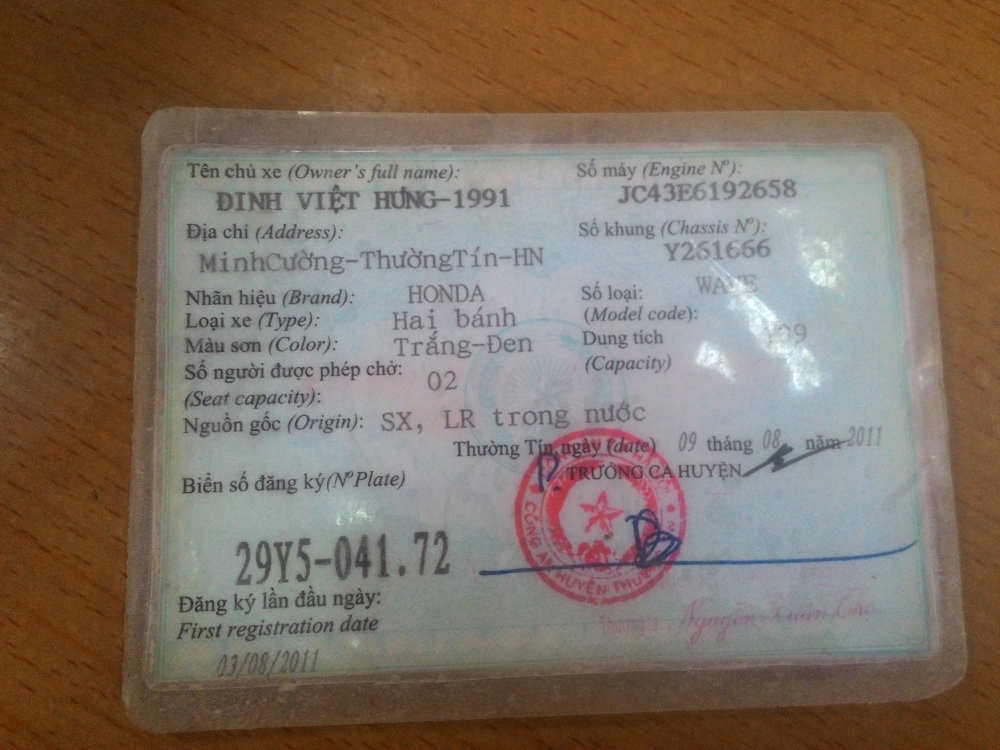 Tên chủ xe (Owner's full name):
ĐINH VIỆT HƯNG-1991
Số máy (Engine Nº):
JC43E6192658
Địa chỉ (Address):
MinhCường-ThườngTín-HN
Số khung (Chassis Nº):
Y261666
Nhãn hiệu (Brand): HONDA
Số loại: WAVE
(Model code):
Loại xe (Type): Hai bánh
Màu sơn (Color): Trắng-Đen
Dung tích
(Capacity)
Số người được phép chở: 02
(Seat capacity):
Nguồn gốc (Origin): SX, LR trong nước
Thường Tín, ngày (date) 09 tháng 08 năm 2011
P. TRƯỞNG CA HUYỆN
Biển số đăng ký(Nº Plate)
29Y5-041.72
CÔNG AN HUYỆN THƯỜNG
Đăng ký lần đầu ngày:
First registration date
03/08/2011
Thượng tá Nguyễn Xuân